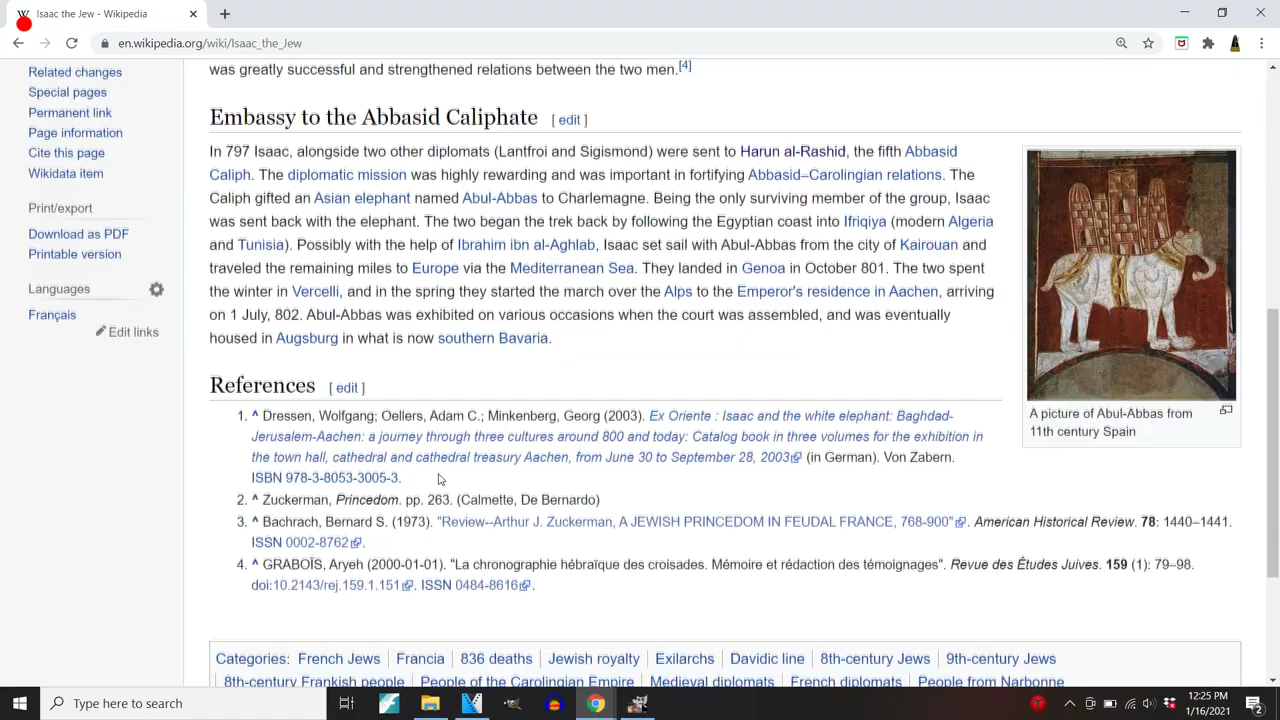 Isaac the Jew - Wikipedia
en.wikipedia.org/wiki/Isaac_the_Jew
Related changes
Special pages
Permanent link
Page information
Cite this page
Wikidata item
Print/export
Download as PDF
Printable version
Languages
Français
Edit links
was greatly successful and strengthened relations between the two men.[4]
Embassy to the Abbasid Caliphate [ edit ]
In 797 Isaac, alongside two other diplomats (Lantfroi and Sigismond) were sent to Harun al-Rashid, the fifth Abbasid
Caliph. The diplomatic mission was highly rewarding and was important in fortifying Abbasid–Carolingian relations. The
Caliph gifted an Asian elephant named Abul-Abbas to Charlemagne. Being the only surviving member of the group, Isaac
was sent back with the elephant. The two began the trek back by following the Egyptian coast into Ifriqiya (modern Algeria
and Tunisia). Possibly with the help of Ibrahim ibn al-Aghlab, Isaac set sail with Abul-Abbas from the city of Kairouan and
traveled the remaining miles to Europe via the Mediterranean Sea. They landed in Genoa in October 801. The two spent
the winter in Vercelli, and in the spring they started the march over the Alps to the Emperor's residence in Aachen, arriving
on 1 July, 802. Abul-Abbas was exhibited on various occasions when the court was assembled, and was eventually
housed in Augsburg in what is now southern Bavaria.
A picture of Abul-Abbas from
11th century Spain
References [ edit ]
1. ^ Dressen, Wolfgang; Oellers, Adam C.; Minkenberg, Georg (2003). Ex Oriente : Isaac and the white elephant: Baghdad-
Jerusalem-Aachen: a journey through three cultures around 800 and today: Catalog book in three volumes for the exhibition in
the town hall, cathedral and cathedral treasury Aachen, from June 30 to September 28, 2003 (in German). Von Zabern.
ISBN 978-3-8053-3005-3.
2. ^ Zuckerman, Princedom. pp. 263. (Calmette, De Bernardo)
3. ^ Bachrach, Bernard S. (1973). "Review--Arthur J. Zuckerman, A JEWISH PRINCEDOM IN FEUDAL FRANCE, 768-900". American Historical Review. 78: 1440–1441.
ISSN 0002-8762.
4. ^ GRABOÏS, Aryeh (2000-01-01). "La chronographie hébraïque des croisades. Mémoire et rédaction des témoignages". Revue des Études Juives. 159 (1): 79–98.
doi:10.2143/rej.159.1.151. ISSN 0484-8616.
Categories: French Jews | Francia | 836 deaths | Jewish royalty | Exilarchs | Davidic line | 8th-century Jews | 9th-century Jews
8th-century Frankish people | People of the Carolingian Empire | Medieval diplomats | French diplomats | People from Narbonne
Type here to search
12:25 PM
1/16/2021
2